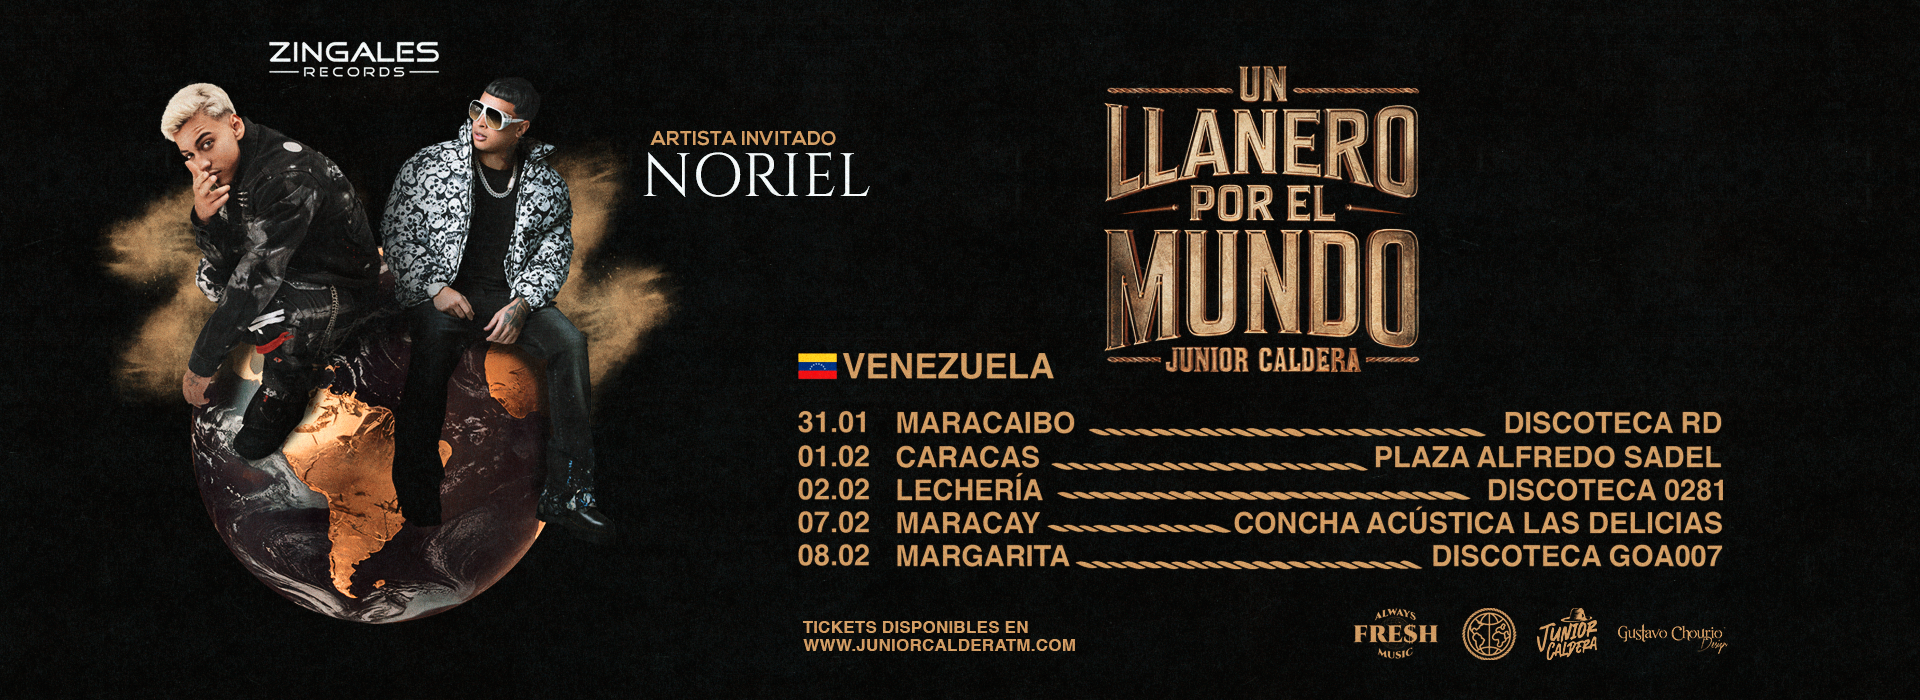 ZINGALES
RECORDS
ARTISTA INVITADO
NORIEL
UN
LLANERO
POR EL
MUNDO
JUNIOR CALDERA
VENEZUELA
31.01 MARACAIBO DISCOTECA RD
01.02 CARACAS PLAZA ALFREDO SADEL
02.02 LECHERÍA DISCOTECA 0281
07.02 MARACAY CONCHA ACÚSTICA LAS DELICIAS
08.02 MARGARITA DISCOTECA GOA007
TICKETS DISPONIBLES EN
WWW.JUNIORCALDERATM.COM
ALWAYS
FRE$H
MUSIC
JUNIOR
CALDERA
Gustavo Chourio
Design